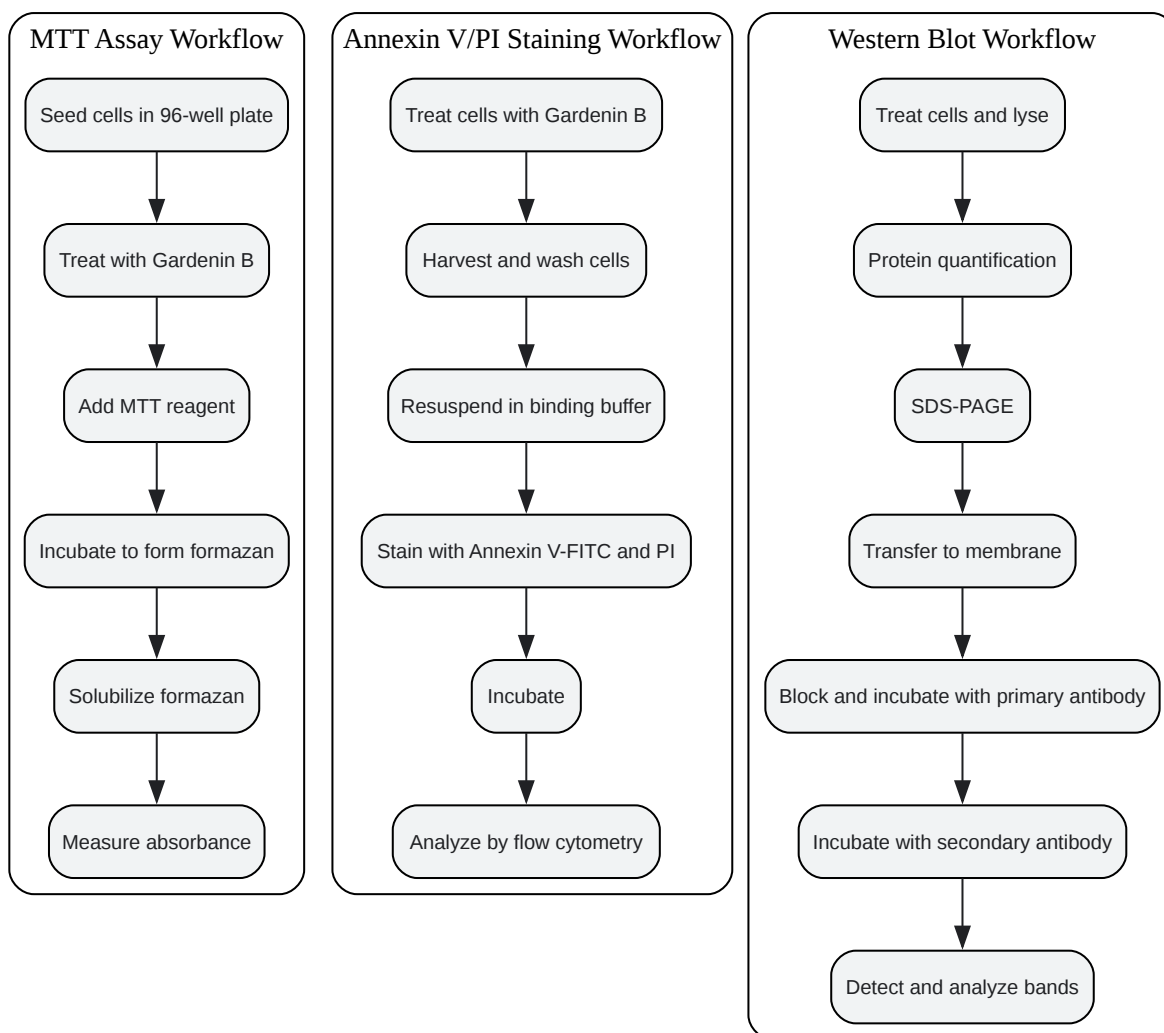 MTT Assay Workflow
Seed cells in 96-well plate
Treat with Gardenin B
Add MTT reagent
Incubate to form formazan
Solubilize formazan
Measure absorbance
Annexin V/PI Staining Workflow
Treat cells with Gardenin B
Harvest and wash cells
Resuspend in binding buffer
Stain with Annexin V-FITC and PI
Incubate
Analyze by flow cytometry
Western Blot Workflow
Treat cells and lyse
Protein quantification
SDS-PAGE
Transfer to membrane
Block and incubate with primary antibody
Incubate with secondary antibody
Detect and analyze bands